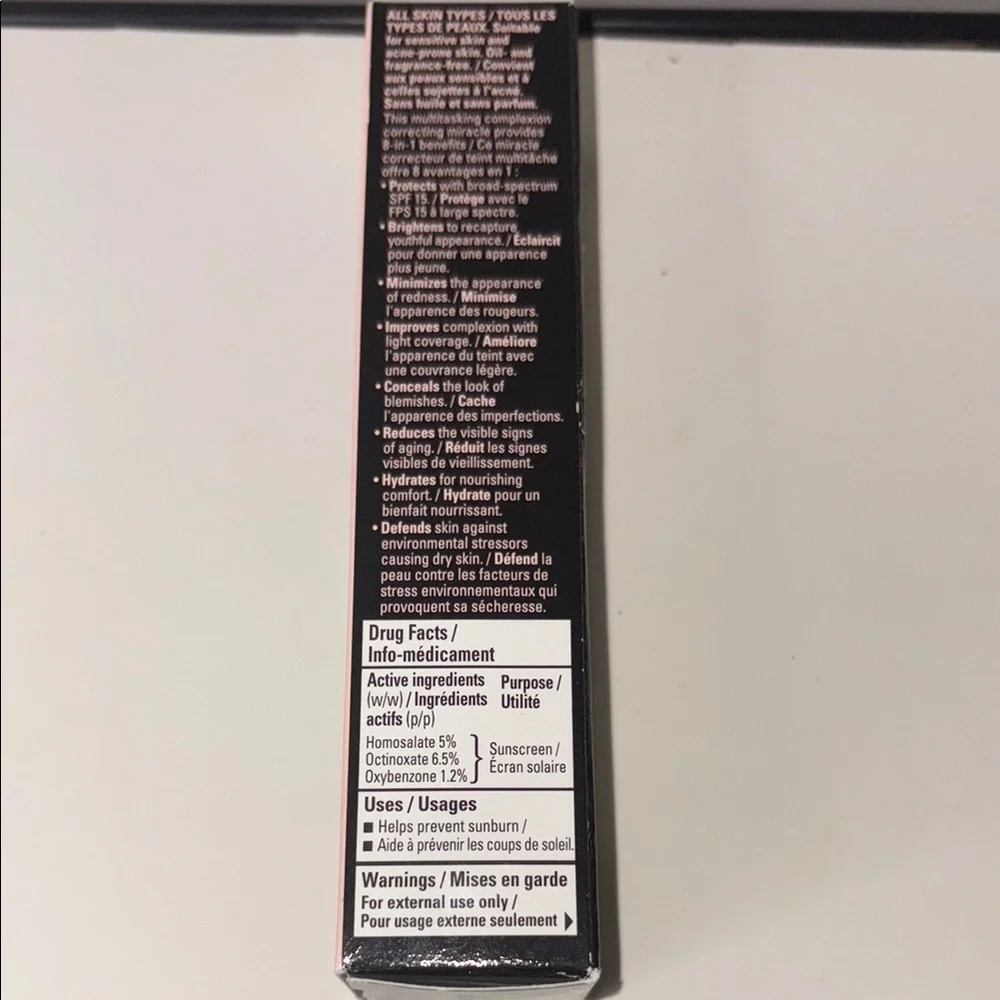 ALL SKIN TYPES / TOUS LES
TYPES DE PEAUX. Suitable
for sensitive skin and
acne-prone skin. Oil- and
fragrance-free. / Convient
aux peaux sensibles et à
celles sujettes à l'acné.
Sans huile et sans parfum.
This multitasking complexion
correcting miracle provides
8-in-1 benefits / Ce miracle
correcteur de teint multitâche
offre 8 avantages en 1 :
• Protects with broad-spectrum
SPF 15. / Protège avec le
FPS 15 à large spectre.
• Brightens to recapture
youthful appearance. / Éclaircit
pour donner une apparence
plus jeune.
• Minimizes the appearance
of redness. / Minimise
l'apparence des rougeurs.
• Improves complexion with
light coverage. / Améliore
l'apparence du teint avec
une couvrance légère.
• Conceals the look of
blemishes. / Cache
l'apparence des imperfections.
• Reduces the visible signs
of aging. / Réduit les signes
visibles de vieillissement.
• Hydrates for nourishing
comfort. / Hydrate pour un
bienfait nourrissant.
• Defends skin against
environmental stressors
causing dry skin. / Défend la
peau contre les facteurs de
stress environnementaux qui
provoquent sa sécheresse.
Drug Facts /
Info-médicament
Active ingredients
(w/w) / Ingrédients
actifs (p/p)
Purpose /
Utilité
Homosalate 5%
Octinoxate 6.5%
Oxybenzone 1.2%
Sunscreen /
Écran solaire
Uses / Usages
■ Helps prevent sunburn /
■ Aide à prévenir les coups de soleil.
Warnings / Mises en garde
For external use only /
Pour usage externe seulement